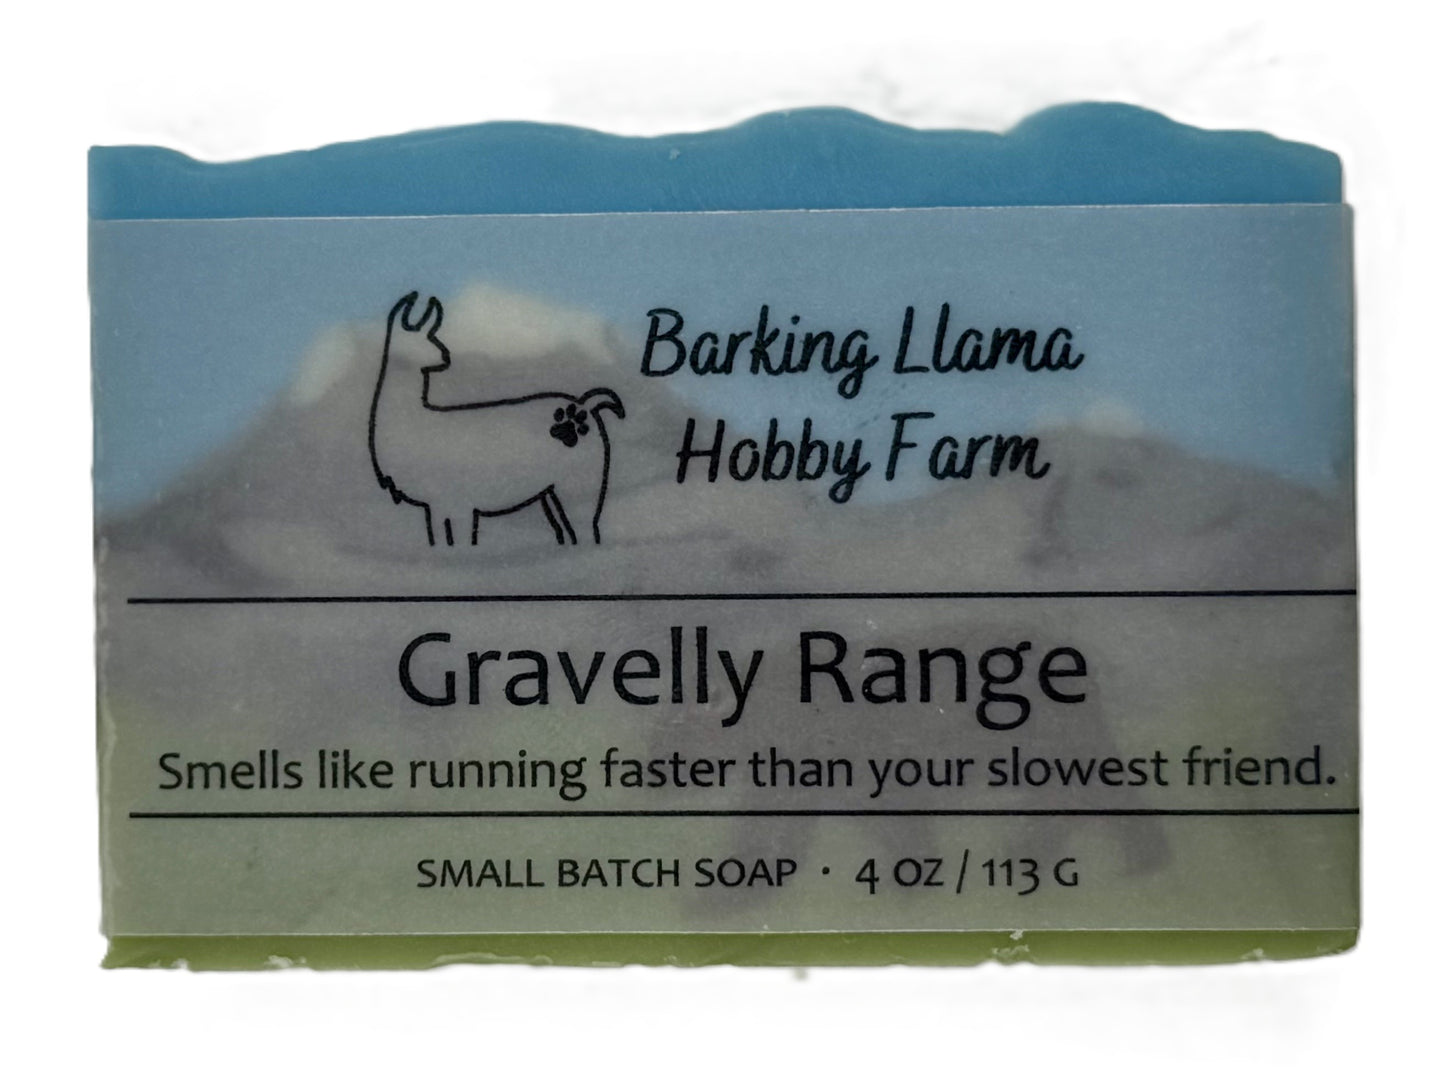 Barking Llama
Hobby Farm
Gravelly Range
Smells like running faster than your slowest friend.
SMALL BATCH SOAP · 4 OZ / 113 G